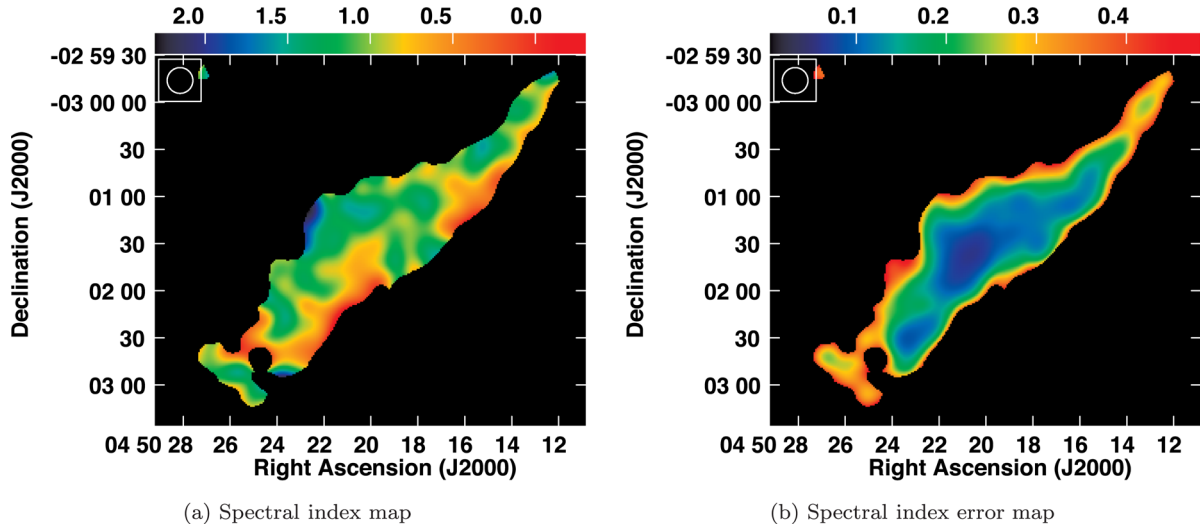 2.0 1.5 1.0 0.5 0.0
-02 59 30
-03 00 00
30
01 00
30
02 00
30
03 00
Declination (J2000)
04 50 28 26 24 22 20 18 16 14 12
Right Ascension (J2000)
(a) Spectral index map
0.1 0.2 0.3 0.4
-02 59 30
-03 00 00
30
01 00
30
02 00
30
03 00
Declination (J2000)
04 50 28 26 24 22 20 18 16 14 12
Right Ascension (J2000)
(b) Spectral index error map